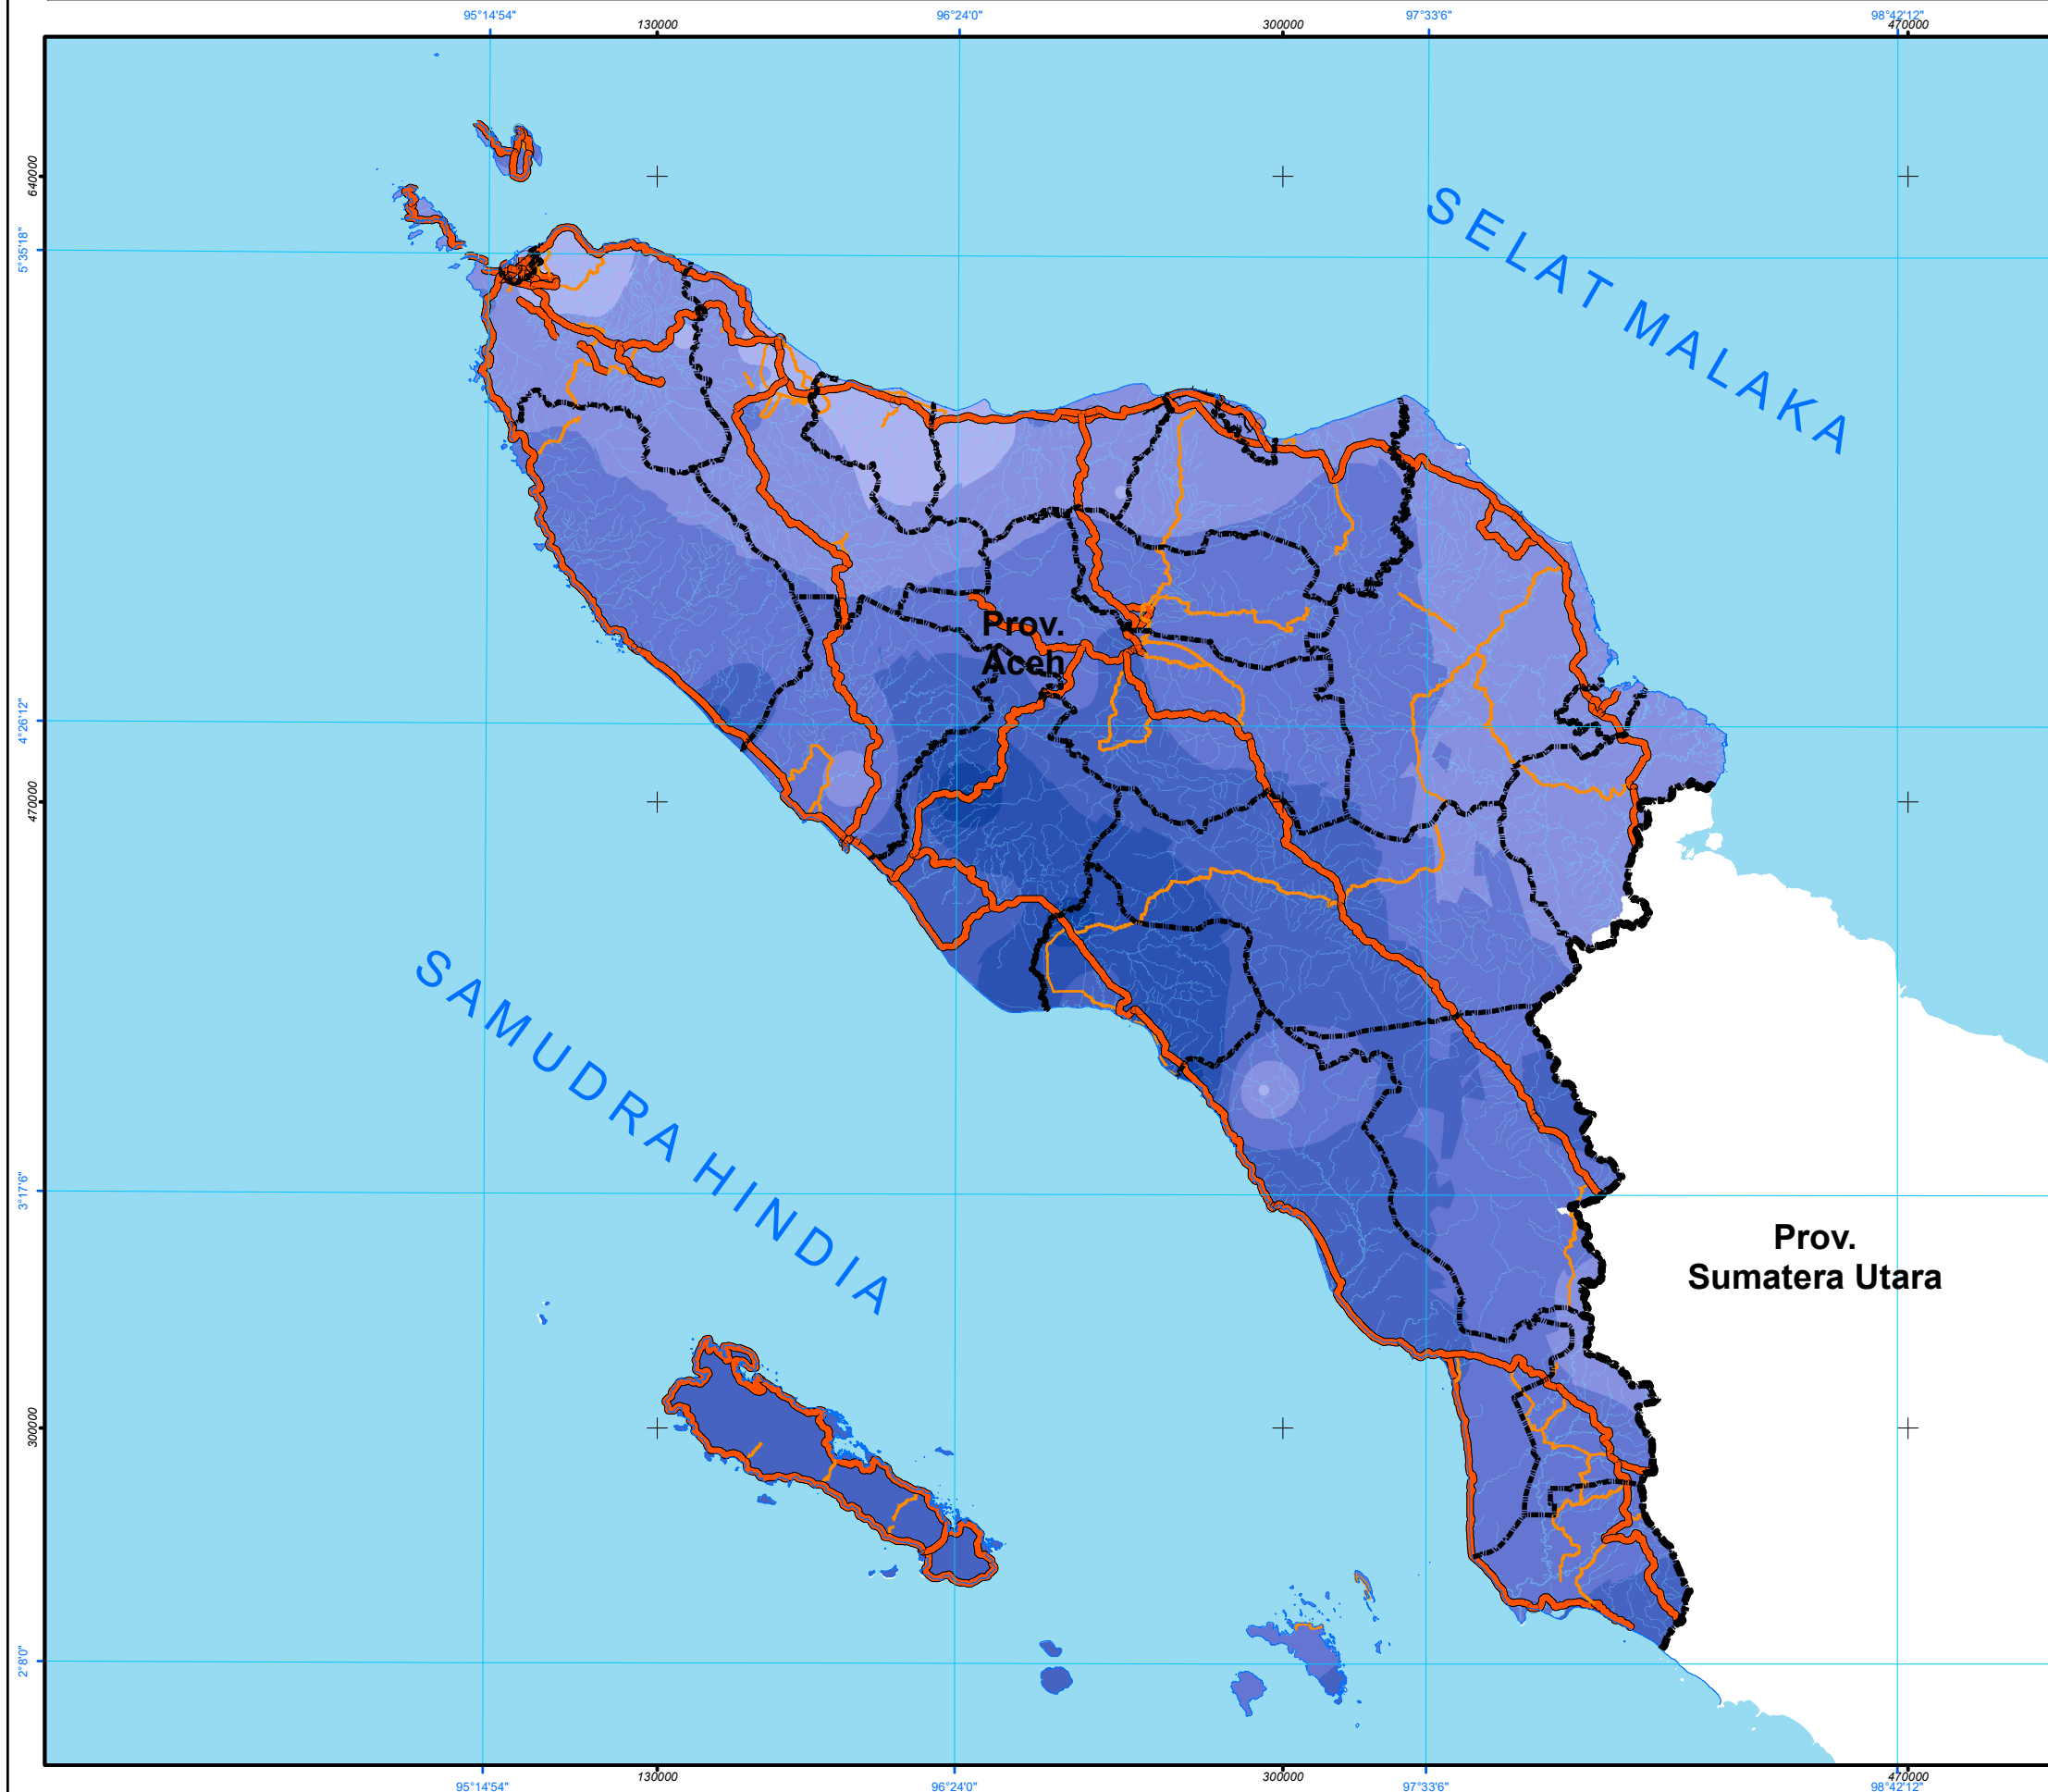 95°14'54" 96°24'0" 97°33'6" 98°42'12"
130000 300000 470000
640000
5°35'18"
SELAT MALAKA
Prov.
Aceh
4°26'12"
470000
SAMUDRA HINDIA
3°17'6"
Prov.
Sumatera Utara
300000
2°8'0"
130000 300000 470000
95°14'54" 96°24'0" 97°33'6" 98°42'12"